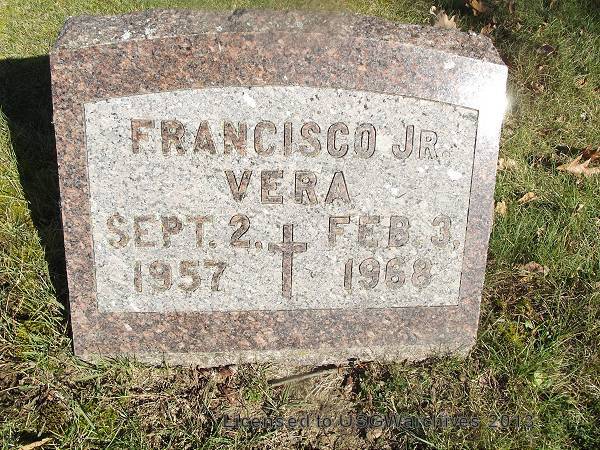 FRANCISCO JR.
VERA
SEPT. 2. FEB. 3,
1957 1968
Licensed to USGWarchives 2013